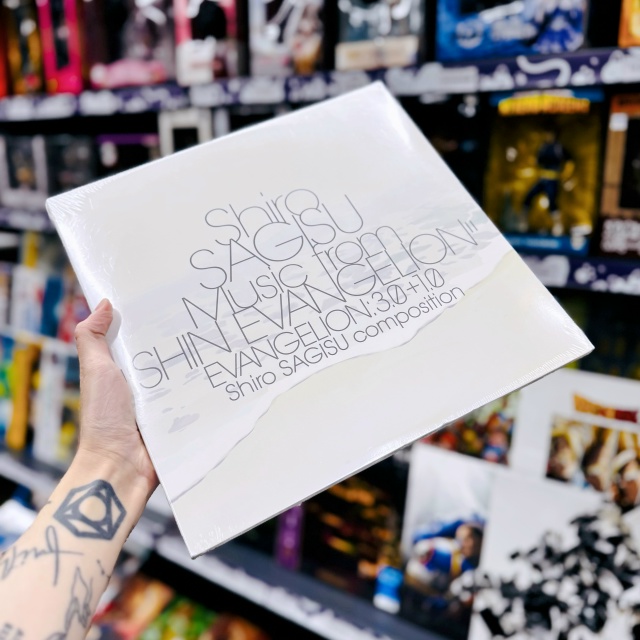 Shiro
SAGISU
Music from
SHIN EVANGELION"
EVANGELION:3.0+1.0
Shiro SAGISU composition